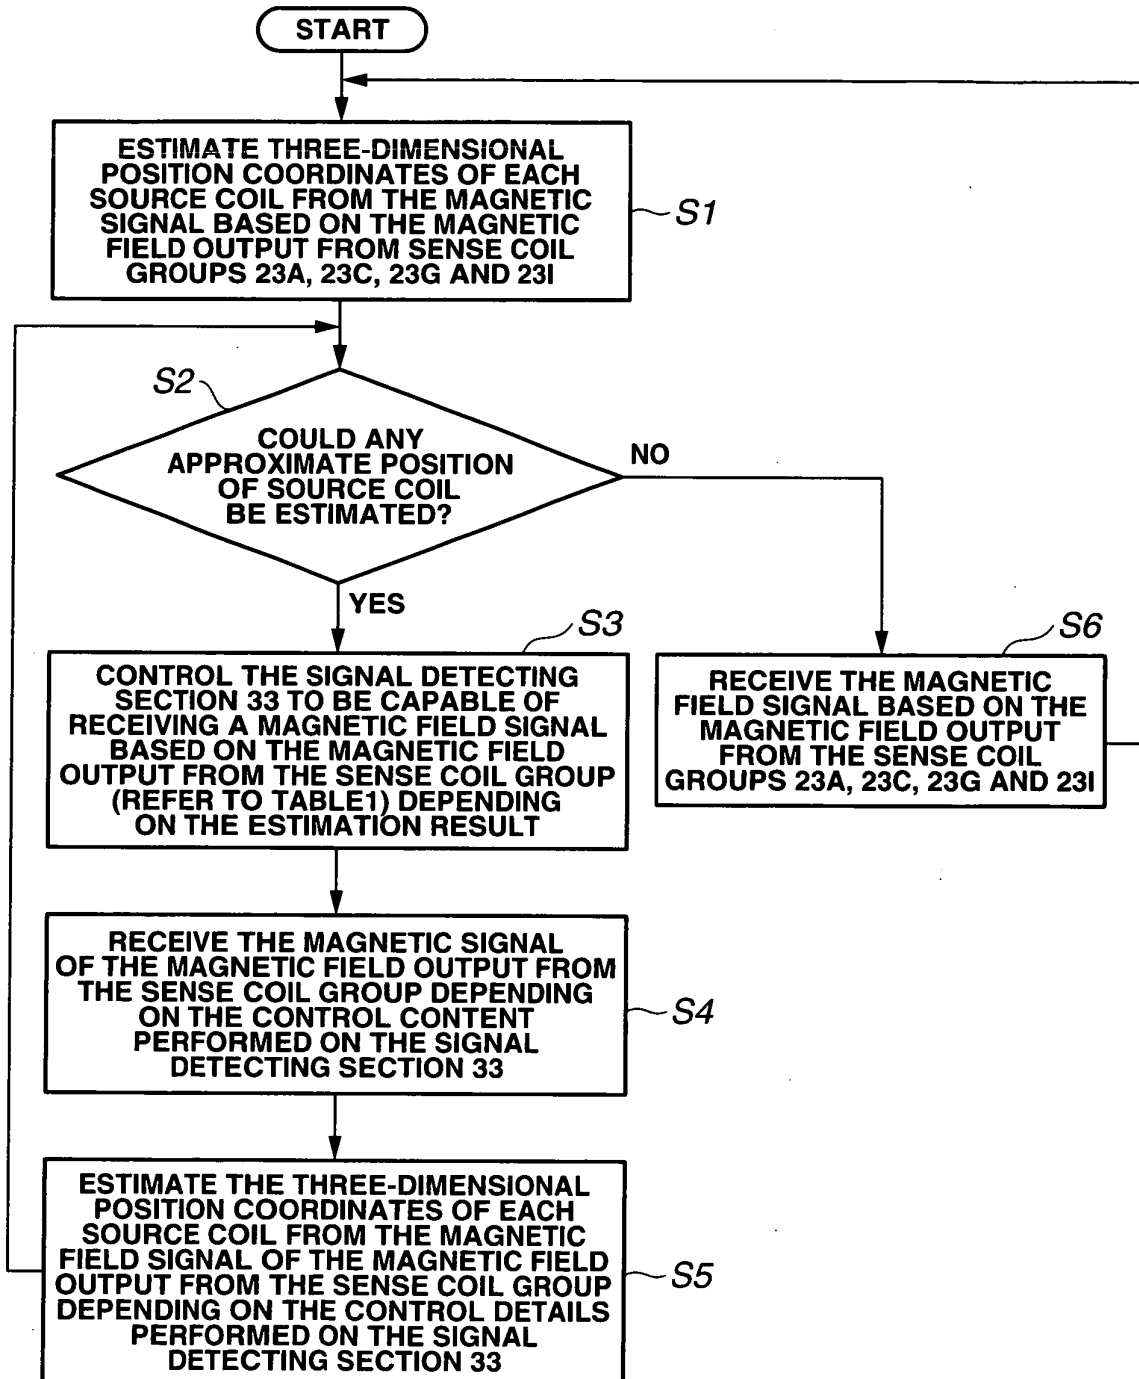 START
ESTIMATE THREE-DIMENSIONAL
POSITION COORDINATES OF EACH
SOURCE COIL FROM THE MAGNETIC
SIGNAL BASED ON THE MAGNETIC
FIELD OUTPUT FROM SENSE COIL
GROUPS 23A, 23C, 23G AND 23I
S1
S2
COULD ANY
APPROXIMATE POSITION
OF SOURCE COIL
BE ESTIMATED?
NO
YES
S3
CONTROL THE SIGNAL DETECTING
SECTION 33 TO BE CAPABLE OF
RECEIVING A MAGNETIC FIELD SIGNAL
BASED ON THE MAGNETIC FIELD
OUTPUT FROM THE SENSE COIL GROUP
(REFER TO TABLE1) DEPENDING
ON THE ESTIMATION RESULT
S6
RECEIVE THE MAGNETIC
FIELD SIGNAL BASED ON THE
MAGNETIC FIELD OUTPUT
FROM THE SENSE COIL
GROUPS 23A, 23C, 23G AND 23I
RECEIVE THE MAGNETIC SIGNAL
OF THE MAGNETIC FIELD OUTPUT FROM
THE SENSE COIL GROUP DEPENDING
ON THE CONTROL CONTENT
PERFORMED ON THE SIGNAL
DETECTING SECTION 33
S4
ESTIMATE THE THREE-DIMENSIONAL
POSITION COORDINATES OF EACH
SOURCE COIL FROM THE MAGNETIC
FIELD SIGNAL OF THE MAGNETIC FIELD
OUTPUT FROM THE SENSE COIL GROUP
DEPENDING ON THE CONTROL DETAILS
PERFORMED ON THE SIGNAL
DETECTING SECTION 33
S5